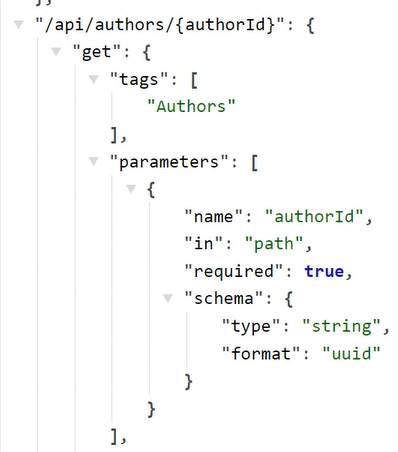 },
"/api/authors/{authorId}": {
"get": {
"tags": [
"Authors"
],
"parameters": [
{
"name": "authorId",
"in": "path",
"required": true,
"schema": {
"type": "string",
"format": "uuid"
}
}
],